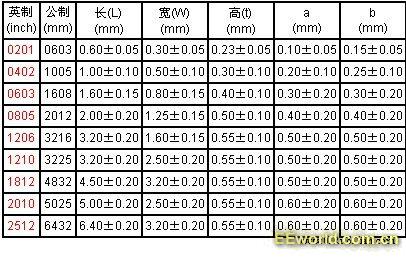 英制 公制 长(L) 宽(W) 高(t) a b
(inch) (mm) (mm) (mm) (mm) (mm) (mm)
0201 0603 0.60±0.05 0.30±0.05 0.23±0.05 0.10±0.05 0.15±0.05
0402 1005 1.00±0.10 0.50±0.10 0.30±0.10 0.20±0.10 0.25±0.10
0603 1608 1.60±0.15 0.80±0.15 0.40±0.10 0.30±0.20 0.30±0.20
0805 2012 2.00±0.20 1.25±0.15 0.50±0.10 0.40±0.20 0.40±0.20
1206 3216 3.20±0.20 1.60±0.15 0.55±0.10 0.50±0.20 0.50±0.20
1210 3225 3.20±0.20 2.50±0.20 0.55±0.10 0.50±0.20 0.50±0.20
1812 4832 4.50±0.20 3.20±0.20 0.55±0.10 0.50±0.20 0.50±0.20
2010 5025 5.00±0.20 2.50±0.20 0.55±0.10 0.60±0.20 0.60±0.20
2512 6432 6.40±0.20 3.20±0.20 0.55±0.10 0.60±0.20 0.60±0.20
EEworld.com.cn